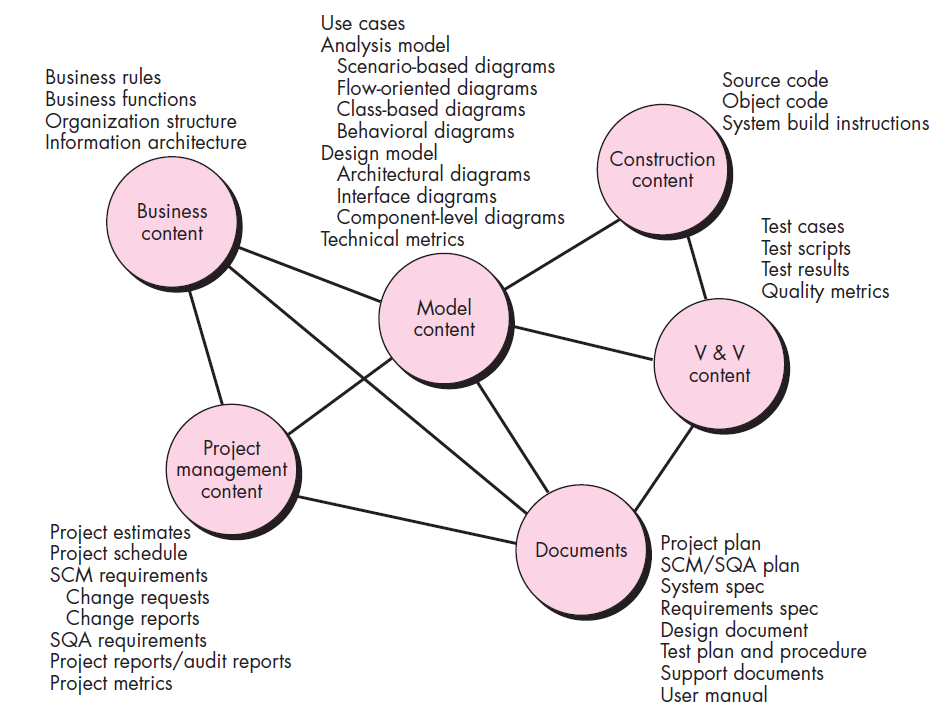 Use cases
Analysis model
Scenario-based diagrams
Flow-oriented diagrams
Class-based diagrams
Behavioral diagrams
Design model
Architectural diagrams
Interface diagrams
Component-level diagrams
Technical metrics
Business rules
Business functions
Organization structure
Information architecture
Source code
Object code
System build instructions
Construction
content
Business
content
Test cases
Test scripts
Test results
Quality metrics
Model
content
V & V
content
Project
management
content
Project estimates
Project schedule
SCM requirements
Change requests
Change reports
SQA requirements
Project reports/audit reports
Project metrics
Documents
Project plan
SCM/SQA plan
System spec
Requirements spec
Design document
Test plan and procedure
Support documents
User manual